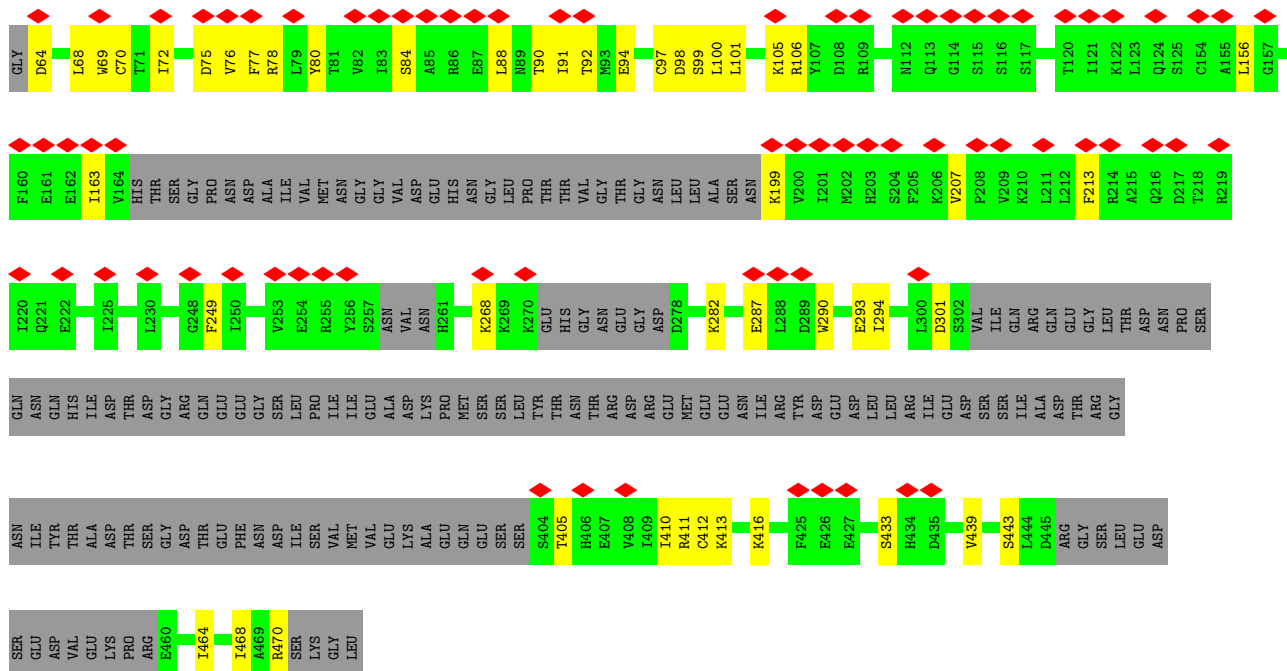 GLY D64 L68 W69 C70 T71 I72 D75 V76 F77 R78 L79 Y80 T81 V82 I83 S84 A85 R86 E87 L88 N89 T90 I91 T92 M93 E94 C97 D98 S99 L100 L101 K105 R106 Y107 D108 R109 N112 Q113 G114 S115 S116 S117 T120 I121 K122 L123 Q124 S125 C154 A155 L156 G157
F160 E161 E162 I163 V164 HIS THR SER GLY PRO ASN ASP ALA ILE VAL MET ASN GLY GLY VAL ASP GLU HIS ASN GLY LEU PRO THR THR VAL GLY THR GLY ASN LEU LEU ALA SER ASN K199 V200 I201 M202 H203 S204 F205 K206 V207 P208 V209 K210 L211 L212 F213 R214 A215 Q216 D217 T218 R219
I220 Q221 E222 I225 L230 G248 F249 I250 V253 E254 R255 Y256 S257 ASN VAL ASN H261 K268 K269 K270 GLU HIS GLY ASN GLU GLY ASP D278 K282 E287 L288 D289 W290 E293 I294 L300 D301 S302 VAL ILE GLN ARG GLN GLU GLY LEU THR ASP ASN PRO SER
GLN ASN GLN HIS ILE ASP THR ASP GLY ARG GLN GLU GLU GLY SER LEU PRO ILE ILE GLU ALA ASP LYS PRO MET SER SER LEU TYR THR ASN THR ARG ASP ARG GLU MET GLU GLU ASN ILE ARG TYR ASP GLU ASP LEU LEU ARG ILE GLU ASP SER SER ILE ALA ASP THR ARG GLY
ASN ILE TYR THR ALA ASP THR SER GLY ASP THR GLU PHE ASN ASP ILE SER VAL MET VAL GLU LYS ALA GLU GLN GLU SER SER S404 T405 H406 E407 V408 I409 I410 R411 C412 K413 K416 F425 E426 E427 S433 H434 D435 V439 S443 L444 D445 ARG GLY SER LEU GLU ASP
SER GLU ASP VAL GLU LYS PRO ARG E460 I464 I468 A469 R470 SER LYS GLY LEU